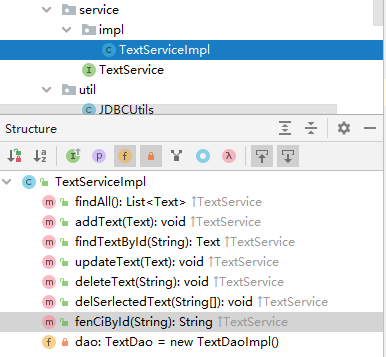 service
impl
TextServiceImpl
TextService
util
JDBCUtils
Structure
TextServiceImpl
findAll(): List<Text> ↑TextService
addText(Text): void ↑TextService
findTextById(String): Text ↑TextService
updateText(Text): void ↑TextService
deleteText(String): void ↑TextService
delSerlectedText(String[]): void ↑TextService
fenCiById(String): String ↑TextService
dao: TextDao = new TextDaoImpl()